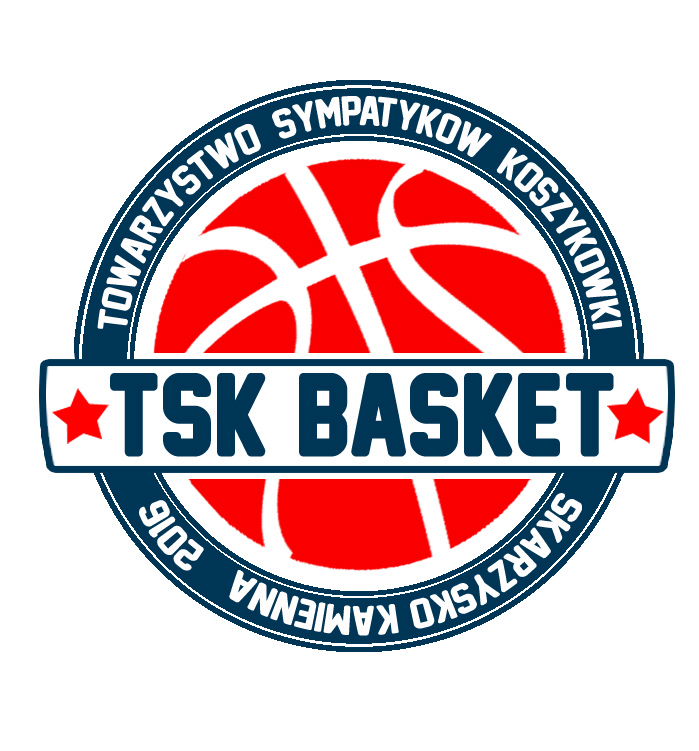 TOWARZYSTWO SYMPATYKOW KOSZYKOWKI
TSK BASKET
SKARZYSKO KAMIENNA 2016